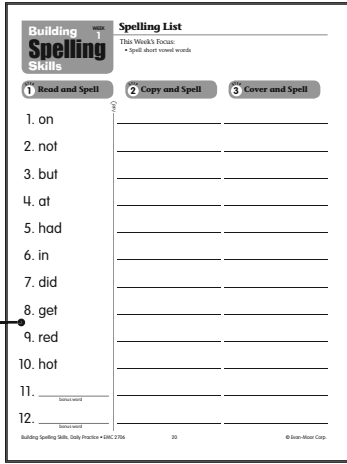 Building
Spelling
Skills
WEEK
1
Spelling List
This Week's Focus:
• Spell short vowel words
STEP
1 Read and Spell
STEP
2 Copy and Spell
STEP
3 Cover and Spell
1. on
2. not
3. but
4. at
5. had
6. in
7. did
8. get
9. red
10. hot
11.
bonus word
12.
bonus word
Building Spelling Skills, Daily Practice • EMC 2706
20
© Evan-Moor Corp.